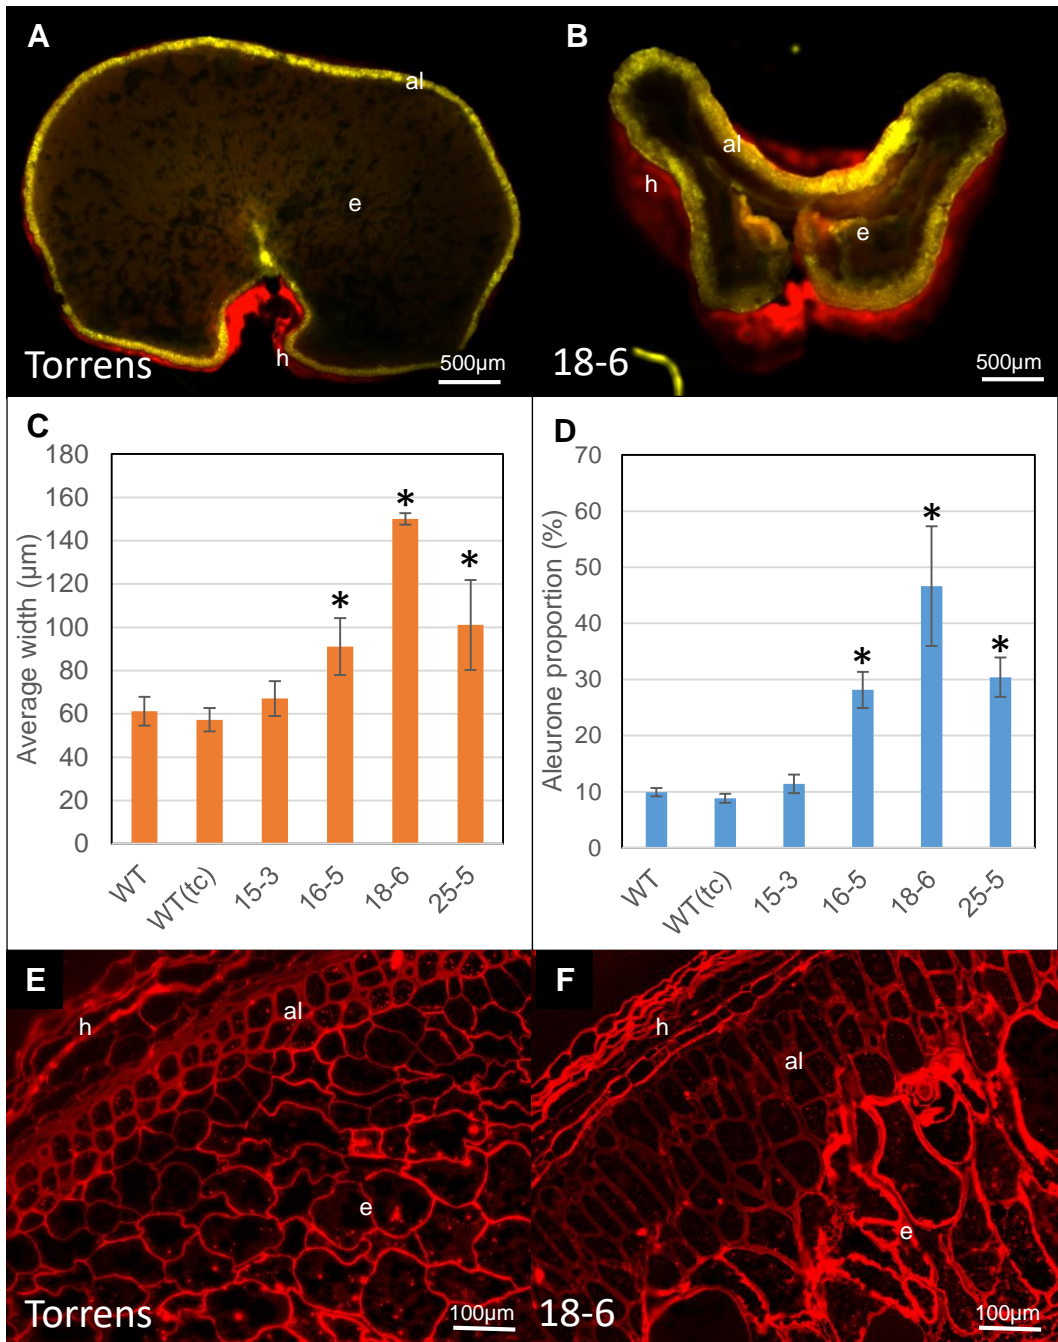 A
al
e
h
Torrens
500µm
B
al
h
e
18-6
500µm
C
Average width (µm)
180
160
140
120
100
80
60
40
20
0
*
*
*
WT
WT(tc)
15-3
16-5
18-6
25-5
D
Aleurone proportion (%)
70
60
50
40
30
20
10
0
*
*
*
WT
WT(tc)
15-3
16-5
18-6
25-5
E
h
al
e
Torrens
100µm
F
h
al
e
18-6
100µm